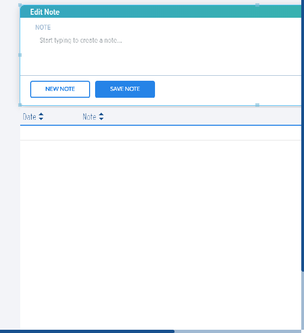 Edit Note
NOTE
Start typing to create a note...
NEW NOTE SAVE NOTE
Date Note